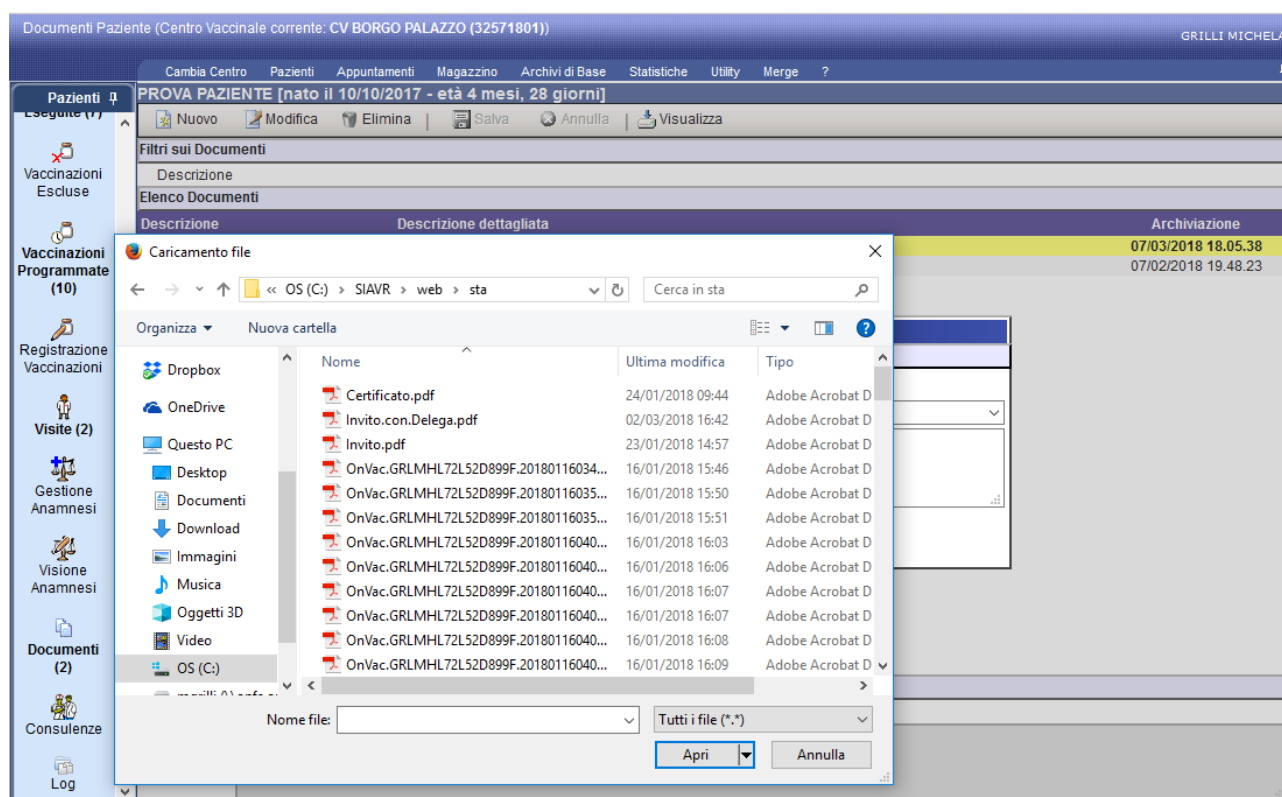 Documenti Paziente (Centro Vaccinale corrente: CV BORGO PALAZZO (32571801))
GRILLI MICHELA
Cambia Centro Pazienti Appuntamenti Magazzino Archivi di Base Statistiche Utility Merge ?
Pazienti
PROVA PAZIENTE [nato il 10/10/2017 - età 4 mesi, 28 giorni]
Eseguite (7)
Nuovo Modifica Elimina | Salva Annulla | Visualizza
Filtri sui Documenti
Descrizione
Elenco Documenti
Descrizione Descrizione dettagliata Archiviazione
07/03/2018 18.05.38
07/02/2018 19.48.23
Vaccinazioni
Escluse
Vaccinazioni
Programmate
(10)
Registrazione
Vaccinazioni
Visite (2)
Gestione
Anamnesi
Visione
Anamnesi
Documenti
(2)
Consulenze
Log
Caricamento file
« OS (C:) › SIAVR › web › sta
Cerca in sta
Organizza Nuova cartella
Dropbox
OneDrive
Questo PC
Desktop
Documenti
Download
Immagini
Musica
Oggetti 3D
Video
OS (C:)
Nome Ultima modifica Tipo
Certificato.pdf 24/01/2018 09:44 Adobe Acrobat D
Invito.con.Delega.pdf 02/03/2018 16:42 Adobe Acrobat D
Invito.pdf 23/01/2018 14:57 Adobe Acrobat D
OnVac.GRLMHL72L52D899F.20180116034... 16/01/2018 15:46 Adobe Acrobat D
OnVac.GRLMHL72L52D899F.20180116035... 16/01/2018 15:50 Adobe Acrobat D
OnVac.GRLMHL72L52D899F.20180116035... 16/01/2018 15:51 Adobe Acrobat D
OnVac.GRLMHL72L52D899F.20180116040... 16/01/2018 16:03 Adobe Acrobat D
OnVac.GRLMHL72L52D899F.20180116040... 16/01/2018 16:06 Adobe Acrobat D
OnVac.GRLMHL72L52D899F.20180116040... 16/01/2018 16:07 Adobe Acrobat D
OnVac.GRLMHL72L52D899F.20180116040... 16/01/2018 16:07 Adobe Acrobat D
OnVac.GRLMHL72L52D899F.20180116040... 16/01/2018 16:08 Adobe Acrobat D
OnVac.GRLMHL72L52D899F.20180116040... 16/01/2018 16:09 Adobe Acrobat D
Nome file:
Tutti i file (*.*)
Apri Annulla